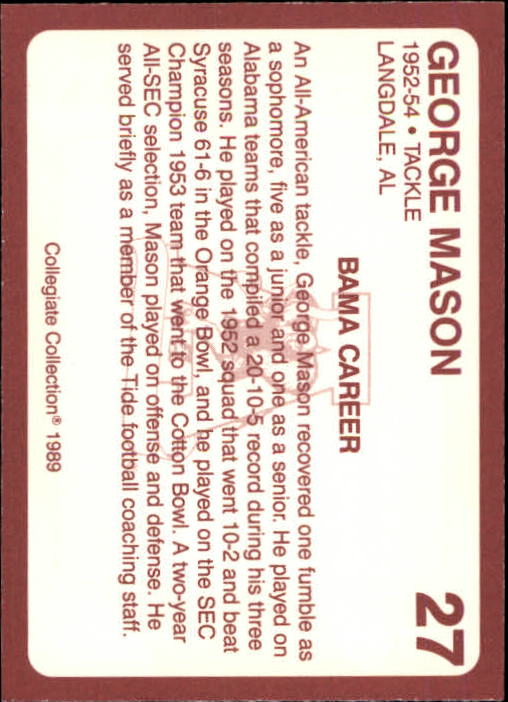 GEORGE MASON
27
1952-54 • TACKLE
LANGDALE, AL
BAMA CAREER
An All-American tackle, George Mason recovered one fumble as
a sophomore, five as a junior and one as a senior. He played on
Alabama teams that compiled a 20-10-5 record during his three
seasons. He played on the 1952 squad that went 10-2 and beat
Syracuse 61-6 in the Orange Bowl, and he played on the SEC
Champion 1953 team that went to the Cotton Bowl. A two-year
All-SEC selection, Mason played on offense and defense. He
served briefly as a member of the Tide football coaching staff.
Collegiate Collection® 1989